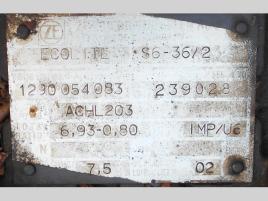 ZF
ECOLITE S6-36/2
1290 054 083 239028
ACHL203
6,93-0,80 IMP/U6
N
7,5 02